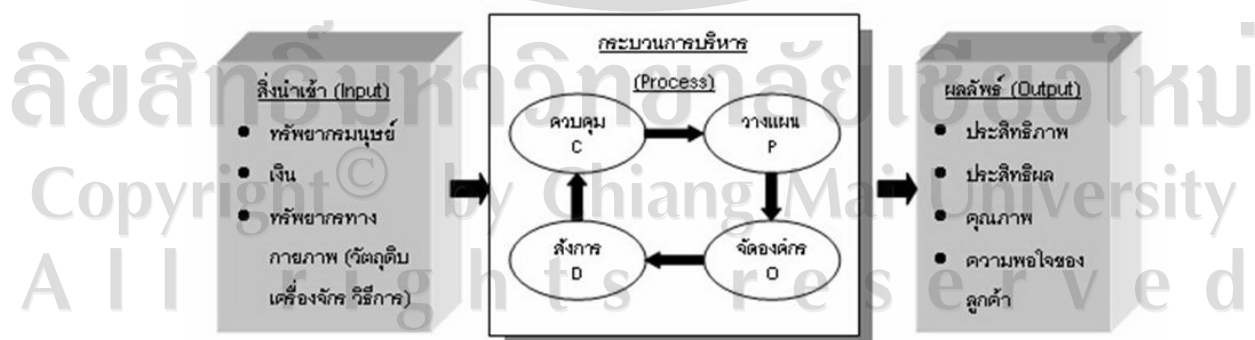 สิ่งนำเข้า (Input)
● ทรัพยากรมนุษย์
● เงิน
● ทรัพยากรทาง
กายภาพ (วัตถุดิบ
เครื่องจักร วิธีการ)
กระบวนการบริหาร
(Process)
ควบคุม
C
วางแผน
P
สั่งการ
D
จัดองค์กร
O
ผลลัพธ์ (Output)
● ประสิทธิภาพ
● ประสิทธิผล
● คุณภาพ
● ความพอใจของ
ลูกค้า
ลิขสิทธิ์มหาวิทยาลัยเชียงใหม่
Copyright © by Chiang Mai University
All rights reserved